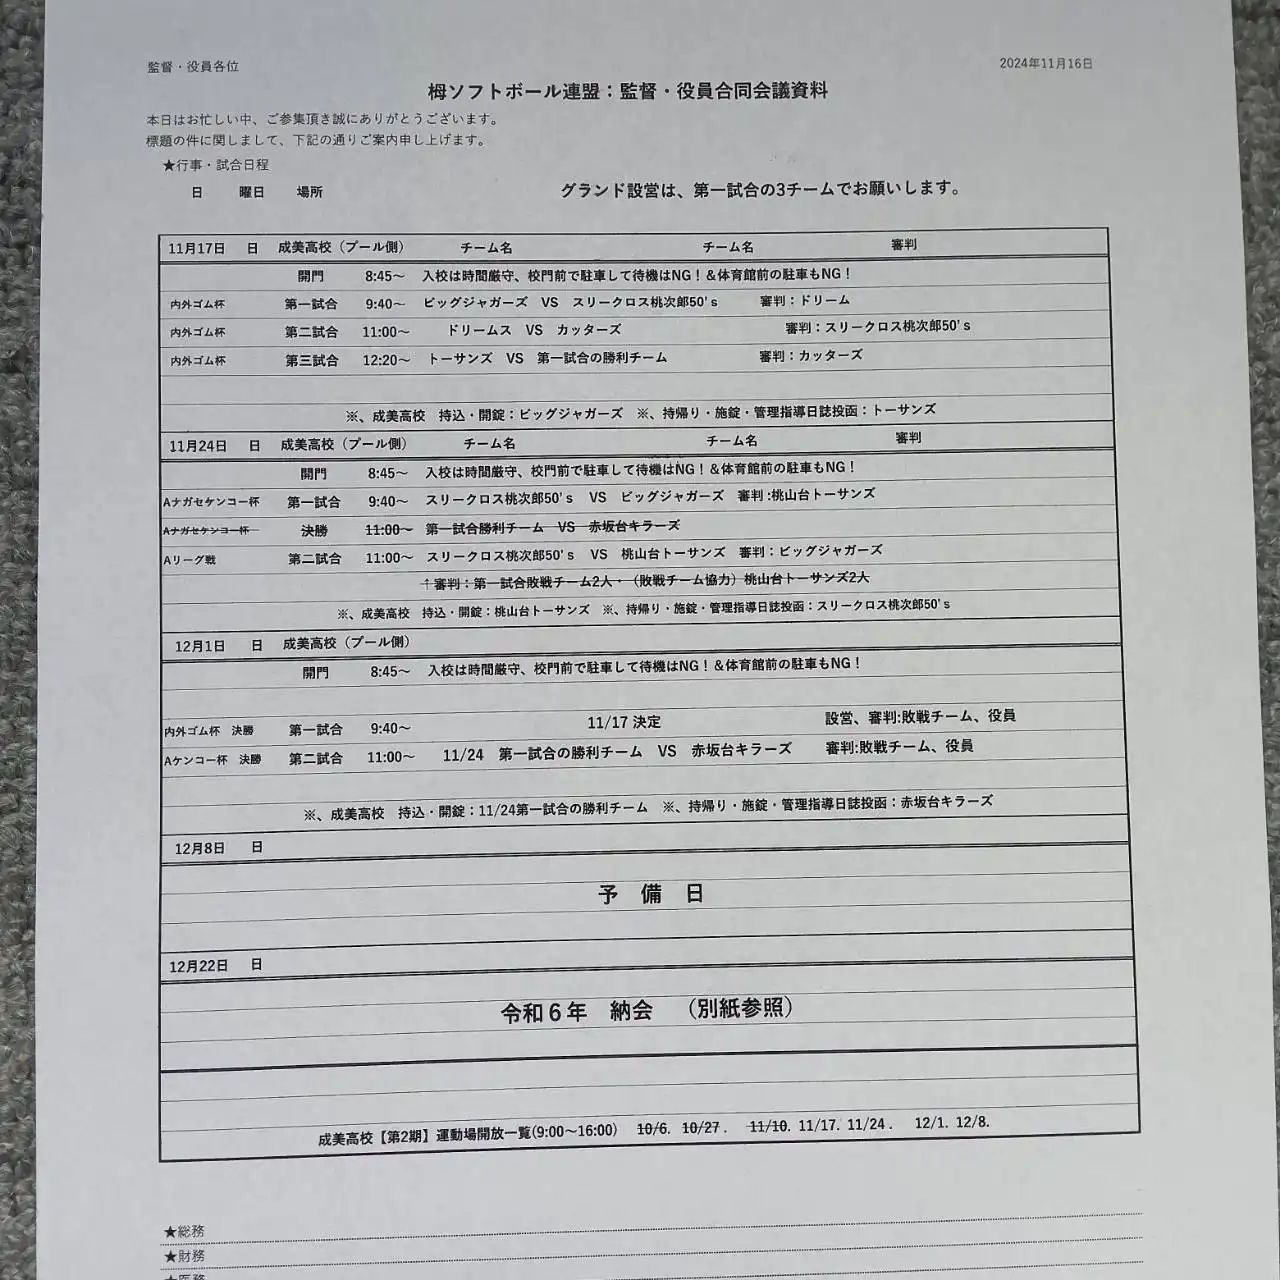 監督・役員各位
2024年11月16日
栂ソフトボール連盟：監督・役員合同会議資料
本日はお忙しい中、ご参集頂き誠にありがとうございます。
標題の件に関しまして、下記の通りご案内申し上げます。
★行事・試合日程
日 曜日 場所 グランド設営は、第一試合の3チームでお願いします。
11月17日 日 成美高校（プール側） チーム名 チーム名 審判
開門 8:45～ 入校は時間厳守、校門前で駐車して待機はNG！＆体育館前の駐車もNG！
内外ゴム杯 第一試合 9:40～ ビッグジャガーズ VS スリークロス桃次郎50's 審判：ドリーム
内外ゴム杯 第二試合 11:00～ ドリームス VS カッターズ 審判：スリークロス桃次郎50's
内外ゴム杯 第三試合 12:20～ トーサンズ VS 第一試合の勝利チーム 審判：カッターズ
※、成美高校 持込・開錠：ビッグジャガーズ ※、持帰り・施錠・管理指導日誌投函：トーサンズ
11月24日 日 成美高校（プール側） チーム名 チーム名 審判
開門 8:45～ 入校は時間厳守、校門前で駐車して待機はNG！＆体育館前の駐車もNG！
Aナガセケンコー杯 第一試合 9:40～ スリークロス桃次郎50's VS ビッグジャガーズ 審判:桃山台トーサンズ
Aナガセケンコー杯 決勝 11:00～ 第一試合勝利チーム VS 赤坂台キラーズ
Aリーグ戦 第二試合 11:00～ スリークロス桃次郎50's VS 桃山台トーサンズ 審判：ビッグジャガーズ
↑審判：第一試合敗戦チーム2人・（敗戦チーム協力）桃山台トーサンズ2人
※、成美高校 持込・開錠：桃山台トーサンズ ※、持帰り・施錠・管理指導日誌投函：スリークロス桃次郎50's
12月1日 日 成美高校（プール側）
開門 8:45～ 入校は時間厳守、校門前で駐車して待機はNG！＆体育館前の駐車もNG！
内外ゴム杯 決勝 第一試合 9:40～ 11/17 決定 設営、審判:敗戦チーム、役員
Aケンコー杯 決勝 第二試合 11:00～ 11/24 第一試合の勝利チーム VS 赤坂台キラーズ 審判:敗戦チーム、役員
※、成美高校 持込・開錠：11/24第一試合の勝利チーム ※、持帰り・施錠・管理指導日誌投函：赤坂台キラーズ
12月8日 日
予 備 日
12月22日 日
令和６年 納会 （別紙参照）
成美高校【第2期】運動場開放一覧(9:00～16:00) 10/6. 10/27. 11/10. 11/17. 11/24. 12/1. 12/8.
★総務
★財務